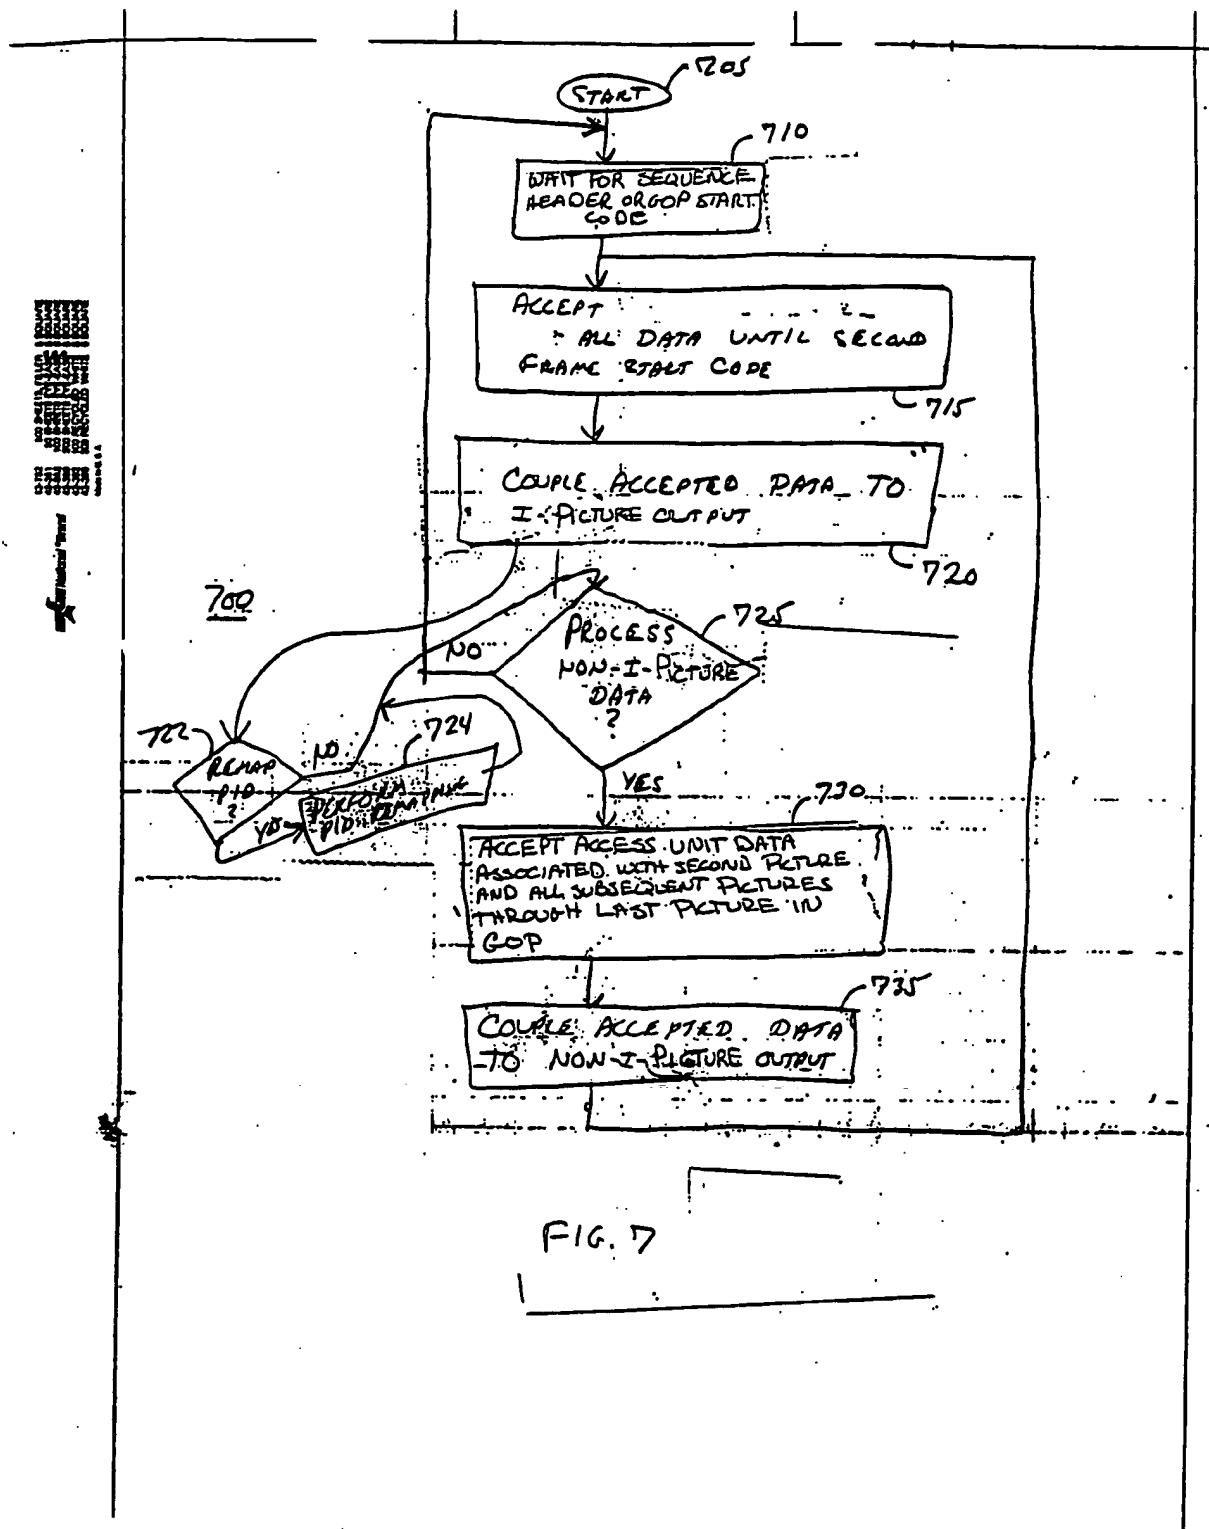 705
START
710
WAIT FOR SEQUENCE
HEADER OR GOP START
CODE
ACCEPT
ALL DATA UNTIL SECOND
FRAME START CODE
715
COUPLE ACCEPTED DATA TO
I-PICTURE OUTPUT
720
700
725
PROCESS
NON-I-PICTURE
DATA
?
NO
722
REMAP
PID
?
NO
724
YES
PERFORM
PID REMAPPING
YES
730
ACCEPT ACCESS UNIT DATA
ASSOCIATED WITH SECOND PICTURE
AND ALL SUBSEQUENT PICTURES
THROUGH LAST PICTURE IN
GOP
735
COUPLE ACCEPTED DATA
TO NON-I-PICTURE OUTPUT
FIG. 7
National Brand